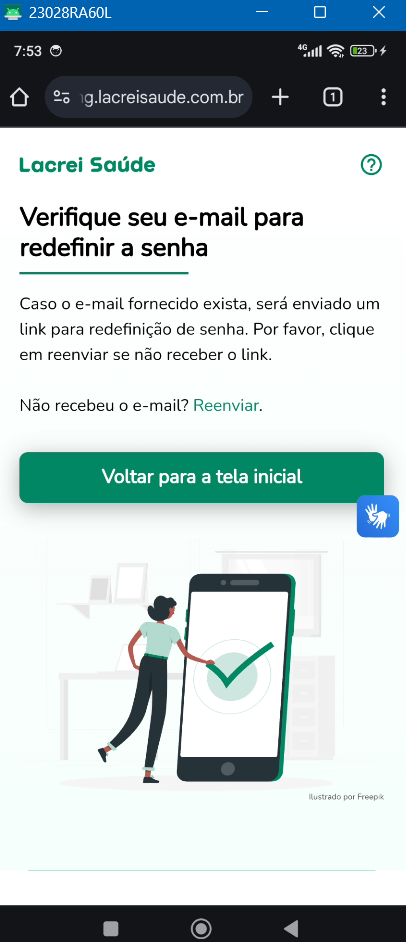 23028RA60L
7:53
4G
23
ng.lacreisaude.com.br
1
Lacrei Saúde
Verifique seu e-mail para
redefinir a senha
Caso o e-mail fornecido exista, será enviado um
link para redefinição de senha. Por favor, clique
em reenviar se não receber o link.
Não recebeu o e-mail? Reenviar.
Voltar para a tela inicial
Ilustrado por Freepik